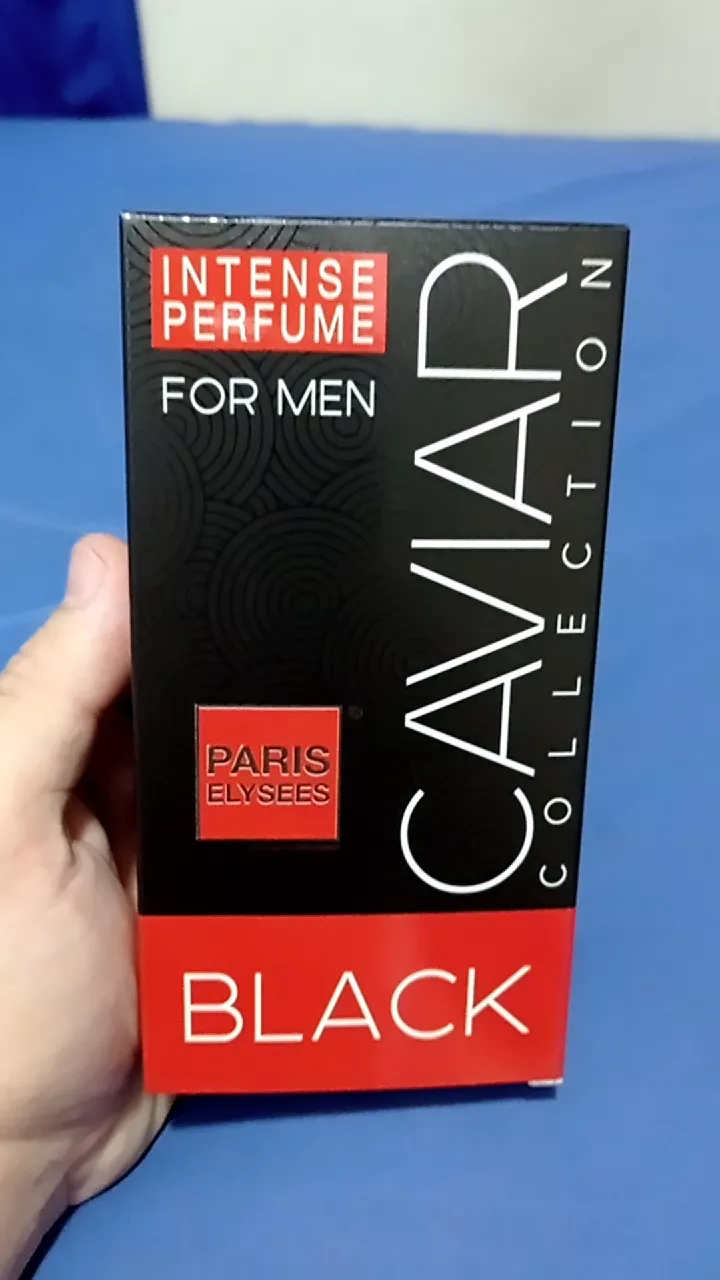 INTENSE
PERFUME
FOR MEN
CAVIAR
COLLECTION
PARIS
ELYSEES
®
BLACK